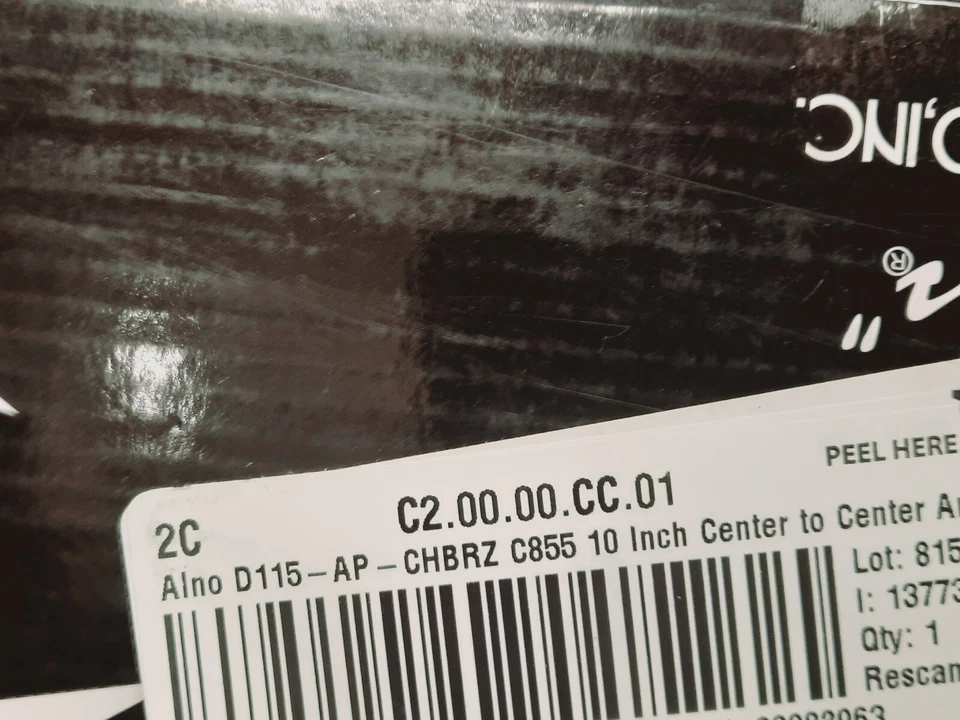 , INC.
®
"
PEEL HERE
2C
C2.00.00.CC.01
Alno D115-AP-CHBRZ C855 10 Inch Center to Center
Lot: 815
I: 13773
Qty: 1
Rescan